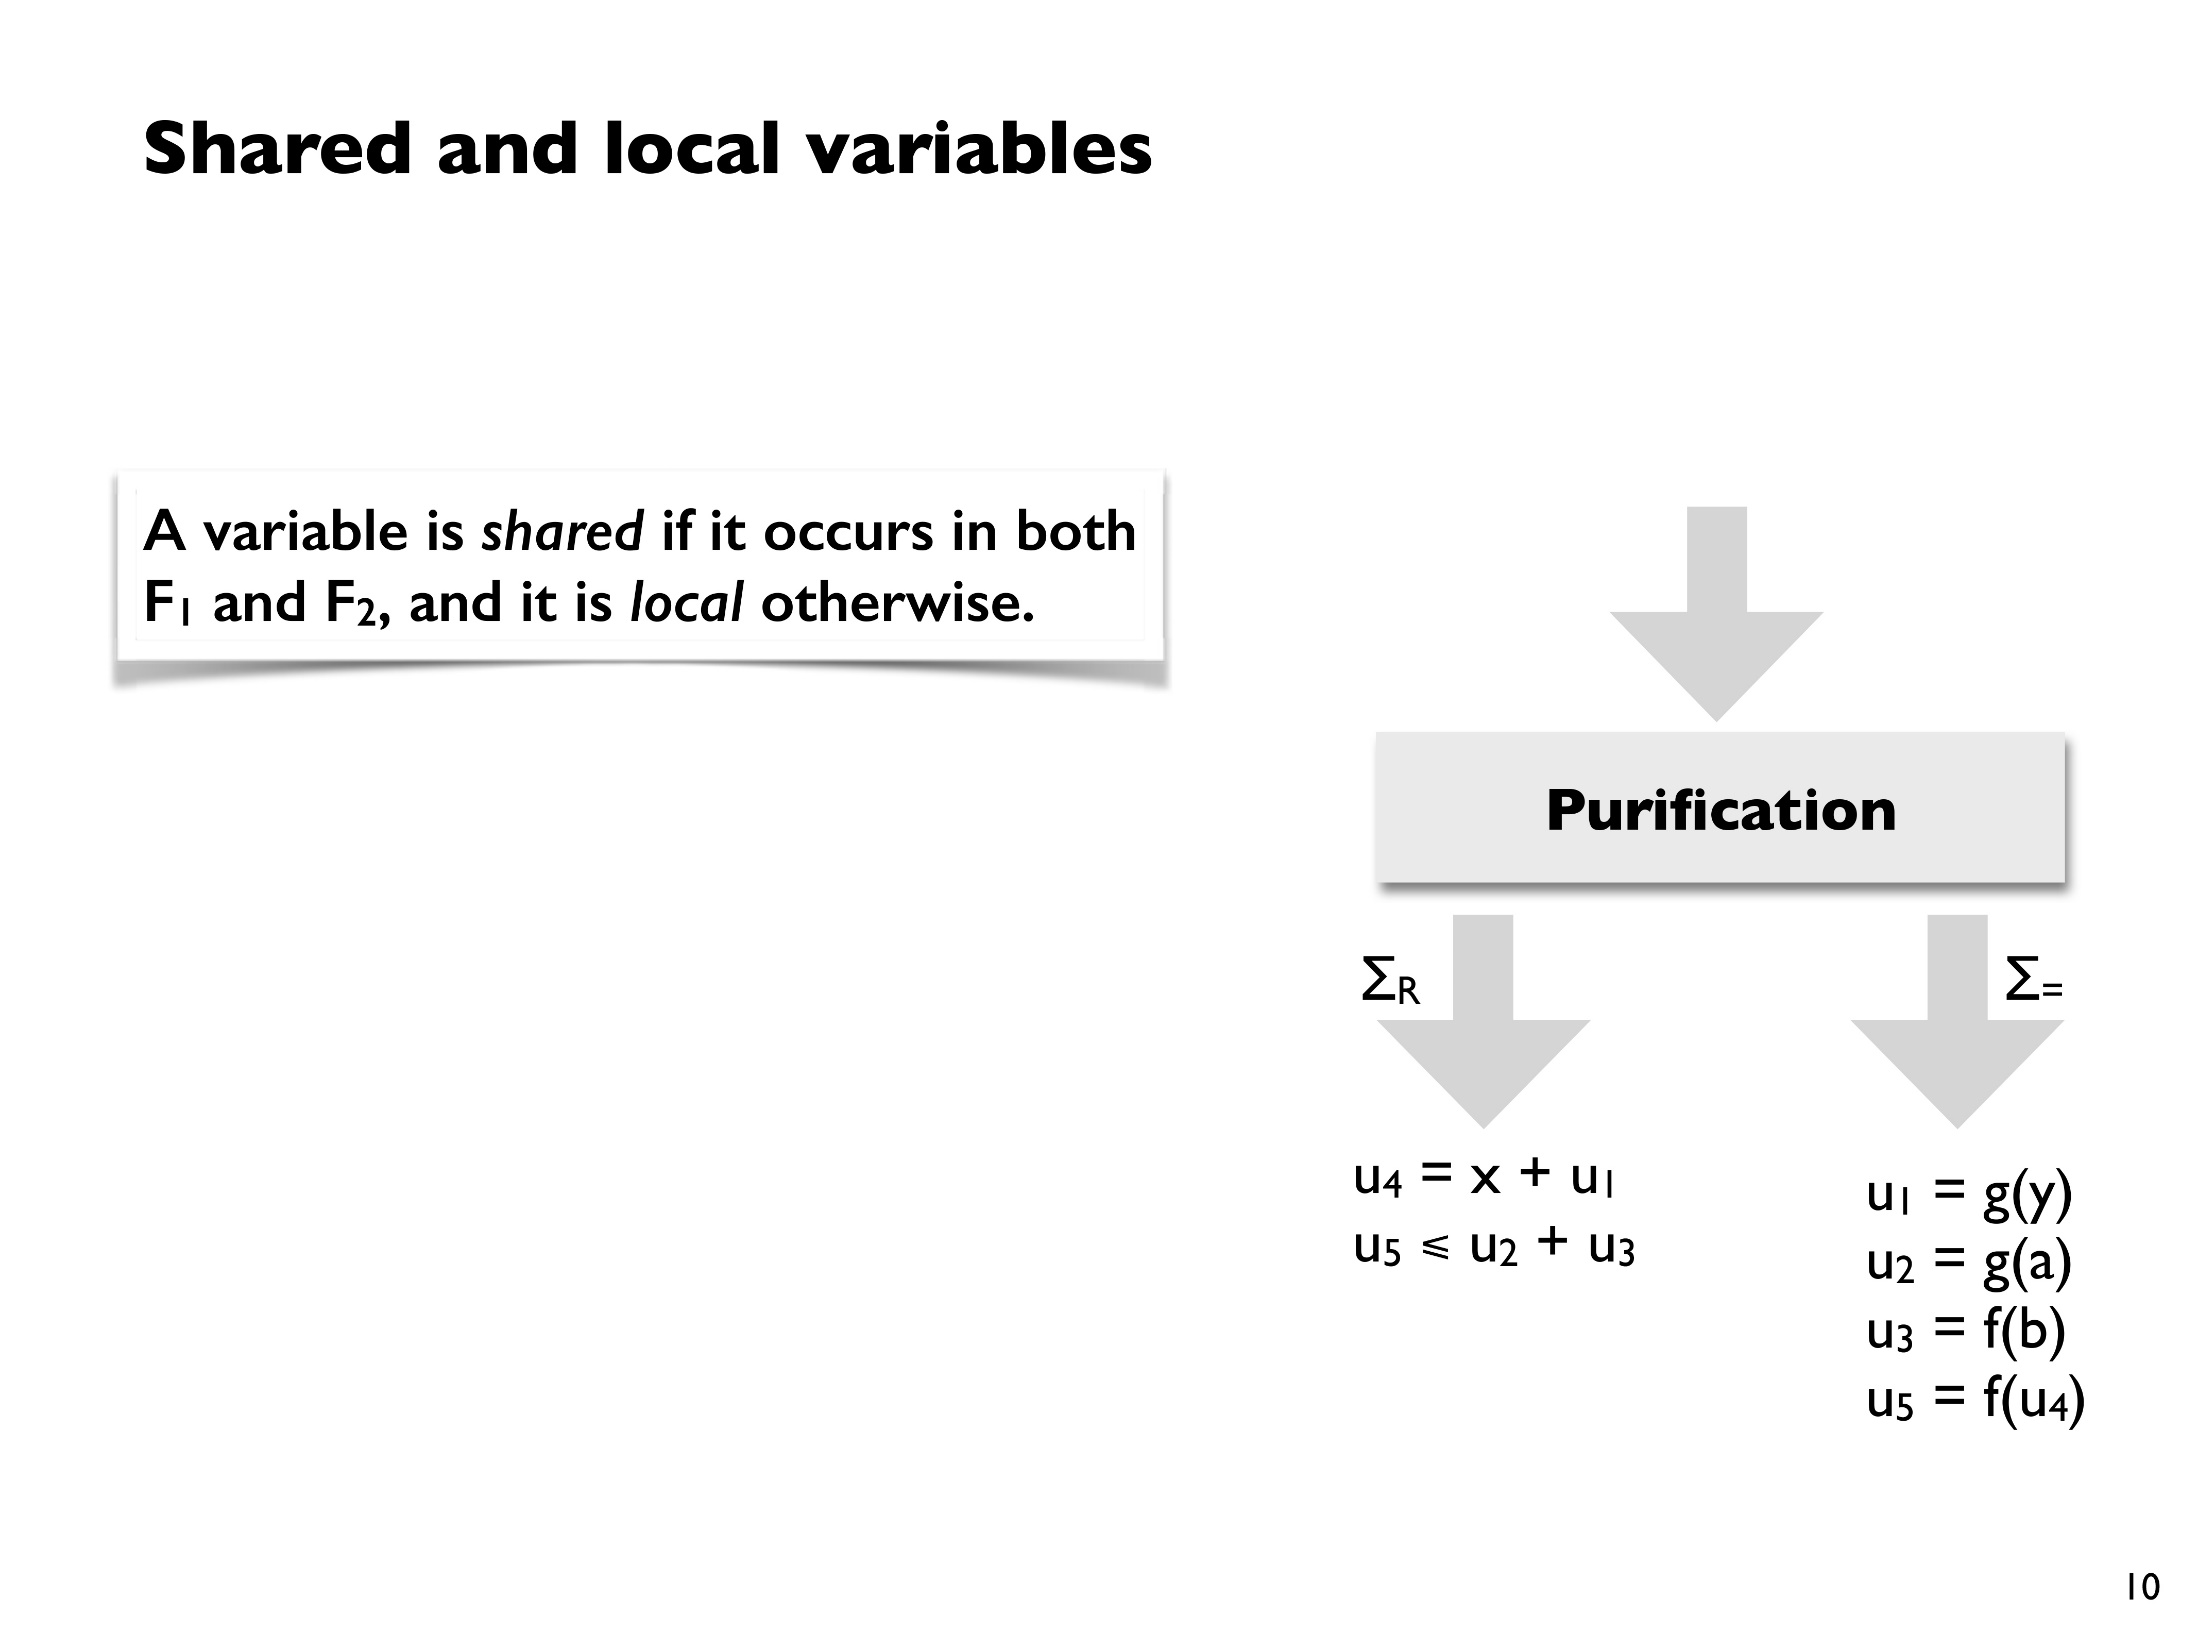 Shared and local variables
A variable is shared if it occurs in both
F₁ and F₂, and it is local otherwise.
Purification
Σ_R
Σ₌
u₄ = x + u₁
u₅ ⩽ u₂ + u₃
u₁ = g(y)
u₂ = g(a)
u₃ = f(b)
u₅ = f(u₄)
10